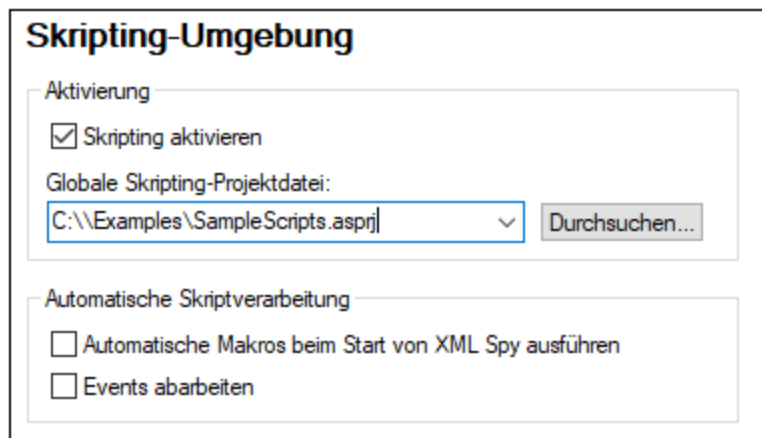 Skripting-Umgebung
Aktivierung
Skripting aktivieren
Globale Skripting-Projektdatei:
C:\\Examples\SampleScripts.asprj
Durchsuchen...
Automatische Skriptverarbeitung
Automatische Makros beim Start von XML Spy ausführen
Events abarbeiten